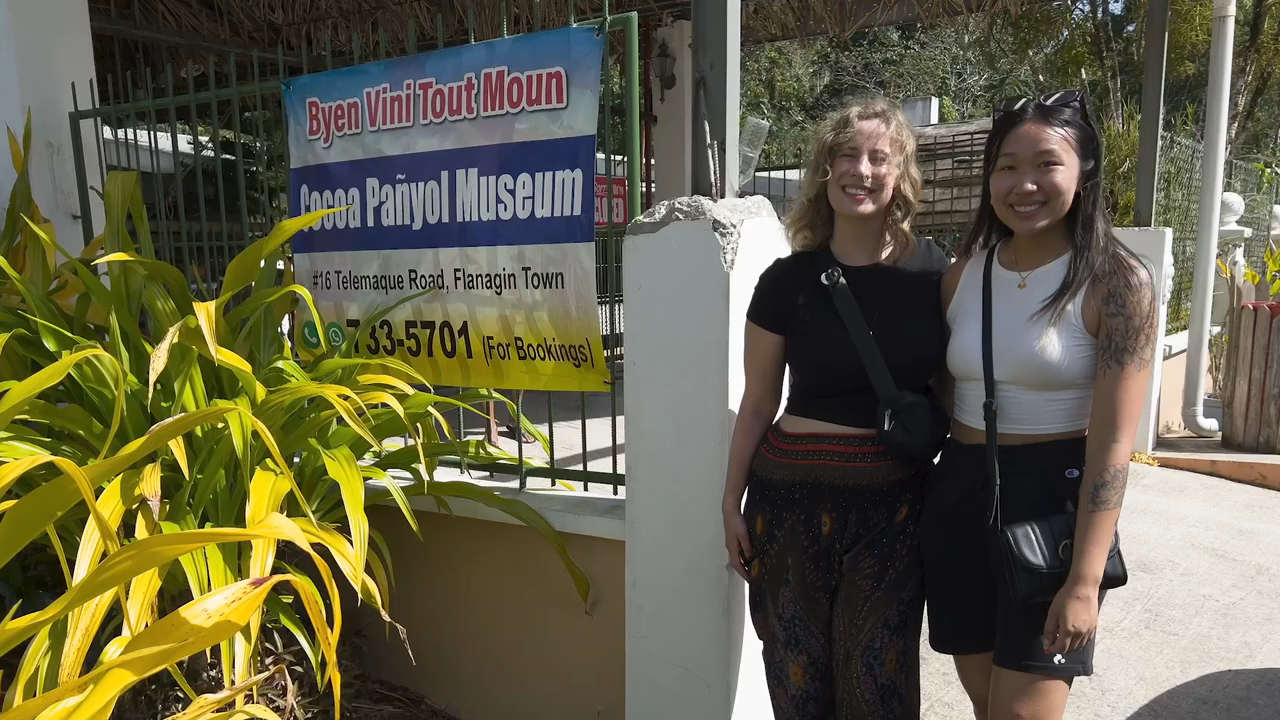 Byen Vini Tout Moun
Cocoa Pañyol Museum
#16 Telemaque Road, Flanagin Town
733-5701 (For Bookings)